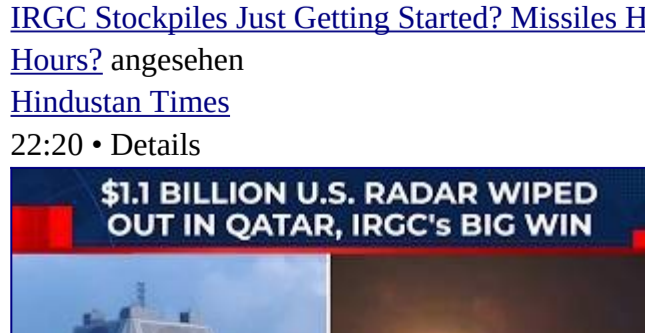 IRGC Stockpiles Just Getting Started? Missiles
Hours? angesehen
Hindustan Times
22:20 • Details
$1.1 BILLION U.S. RADAR WIPED
OUT IN QATAR, IRGC's BIG WIN